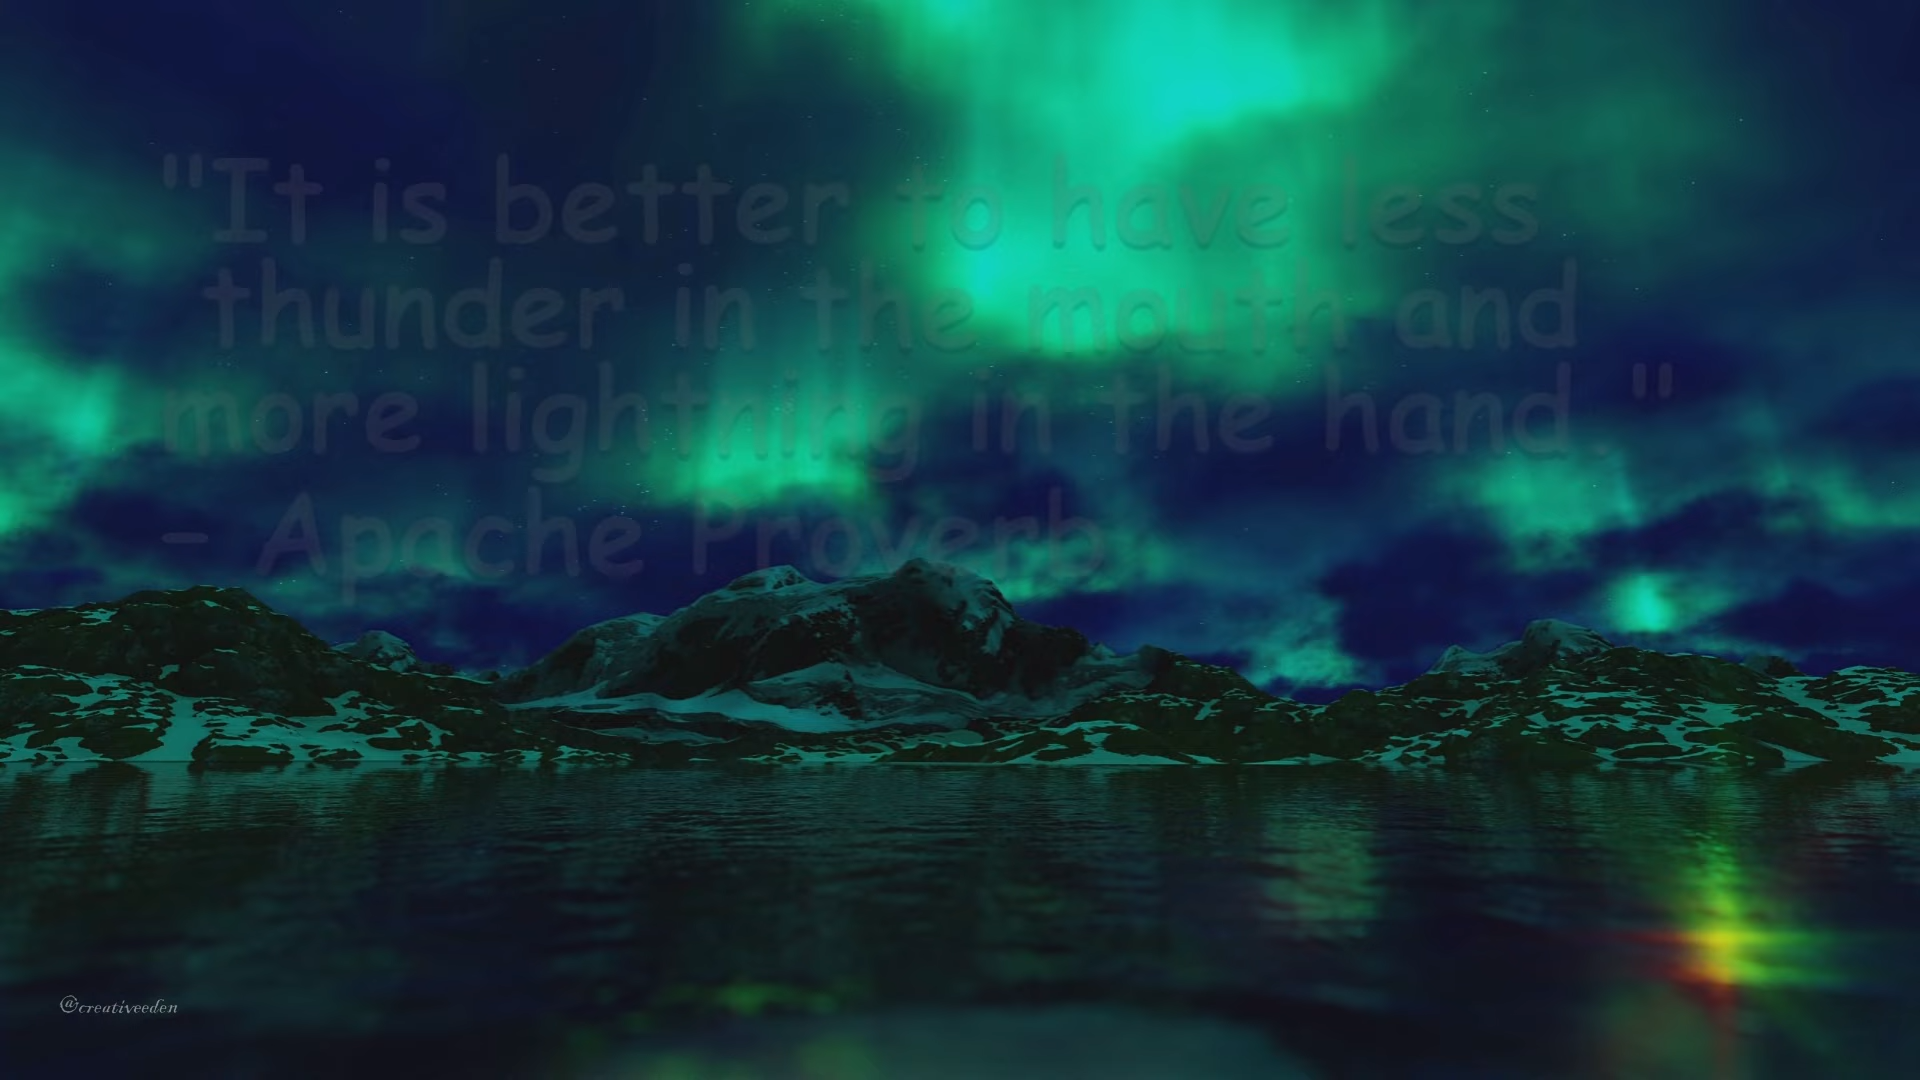 "It is better to have less
thunder in the mouth and
more lightning in the hand."
- Apache Proverb
@creativeeden